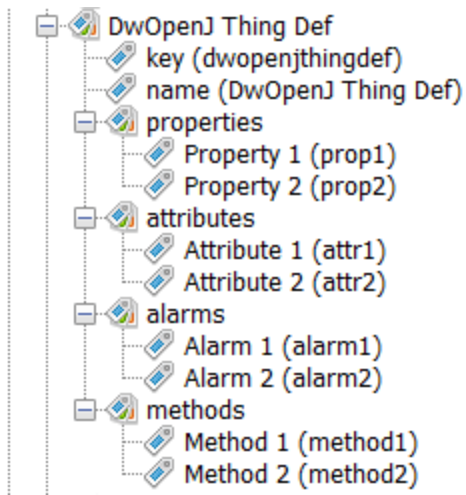 DwOpenJ Thing Def
key (dwopenjthingdef)
name (DwOpenJ Thing Def)
properties
Property 1 (prop1)
Property 2 (prop2)
attributes
Attribute 1 (attr1)
Attribute 2 (attr2)
alarms
Alarm 1 (alarm1)
Alarm 2 (alarm2)
methods
Method 1 (method1)
Method 2 (method2)